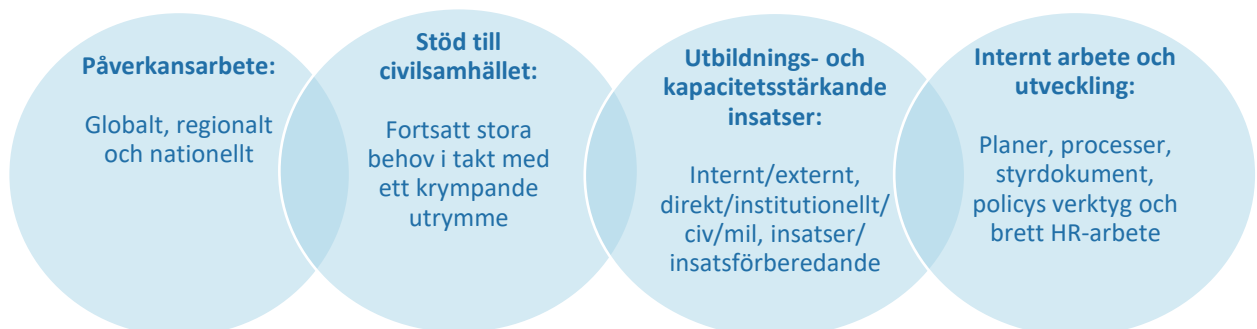 Påverkansarbete:
Globalt, regionalt
och nationellt
Stöd till
civilsamhället:
Fortsatt stora
behov i takt med
ett krympande
utrymme
Utbildnings- och
kapacitetsstärkande
insatser:
Internt/externt,
direkt/institutionellt/
civ/mil, insatser/
insatsförberedande
Internt arbete och
utveckling:
Planer, processer,
styrdokument,
policys verktyg och
brett HR-arbete